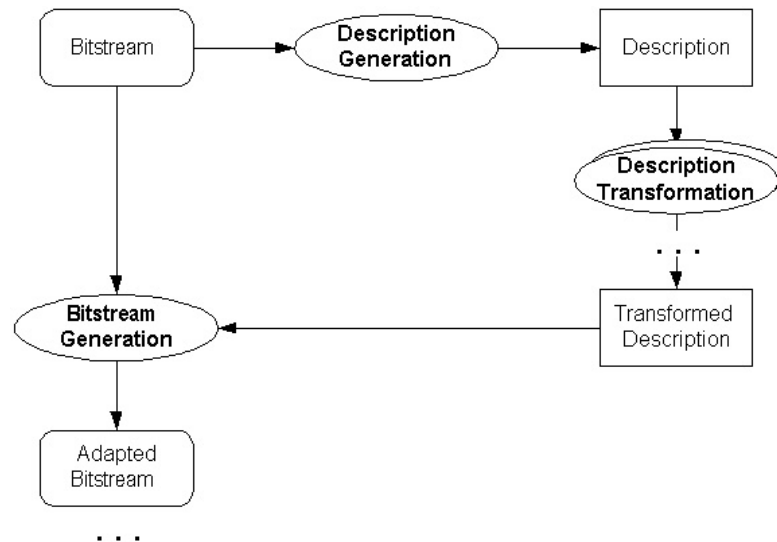 Bitstream
Description
Generation
Description
Description
Transformation
. . .
Bitstream
Generation
Transformed
Description
Adapted
Bitstream
. . .